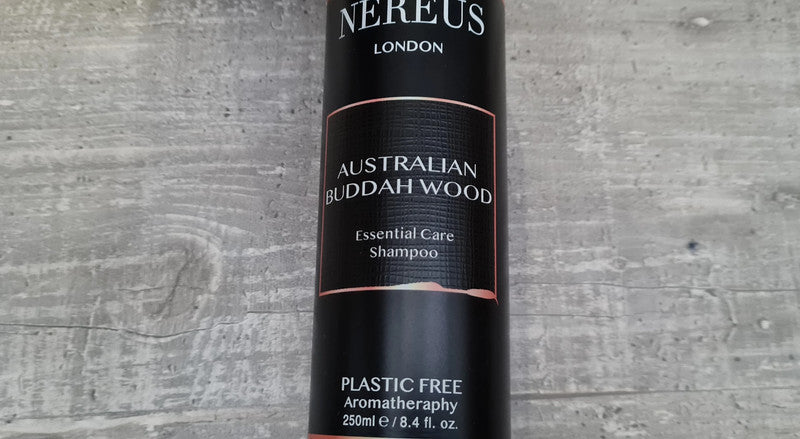 NEREUS
LONDON
AUSTRALIAN
BUDDAH WOOD
Essential Care
Shampoo
PLASTIC FREE
Aromatheraphy
250ml ℮ / 8.4 fl. oz.